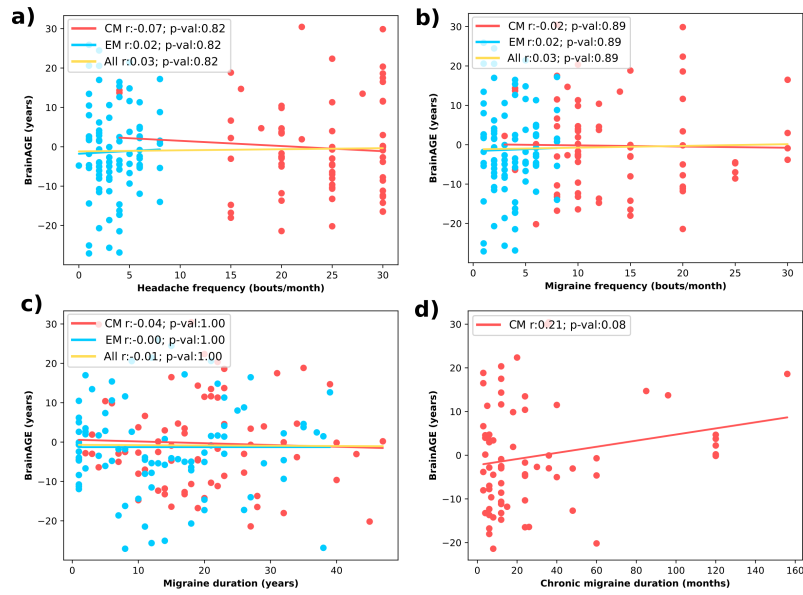 a)
CM r:-0.07; p-val:0.82
EM r:0.02; p-val:0.82
All r:0.03; p-val:0.82
BrainAGE (years)
30
20
10
0
−10
−20
0
5
10
15
20
25
30
Headache frequency (bouts/month)
b)
CM r:-0.02; p-val:0.89
EM r:0.02; p-val:0.89
All r:0.03; p-val:0.89
BrainAGE (years)
30
20
10
0
−10
−20
0
5
10
15
20
25
30
Migraine frequency (bouts/month)
c)
CM r:-0.04; p-val:1.00
EM r:-0.00; p-val:1.00
All r:-0.01; p-val:1.00
BrainAGE (years)
30
20
10
0
−10
−20
0
10
20
30
40
Migraine duration (years)
d)
CM r:0.21; p-val:0.08
BrainAGE (years)
30
20
10
0
−10
−20
0
20
40
60
80
100
120
140
160
Chronic migraine duration (months)